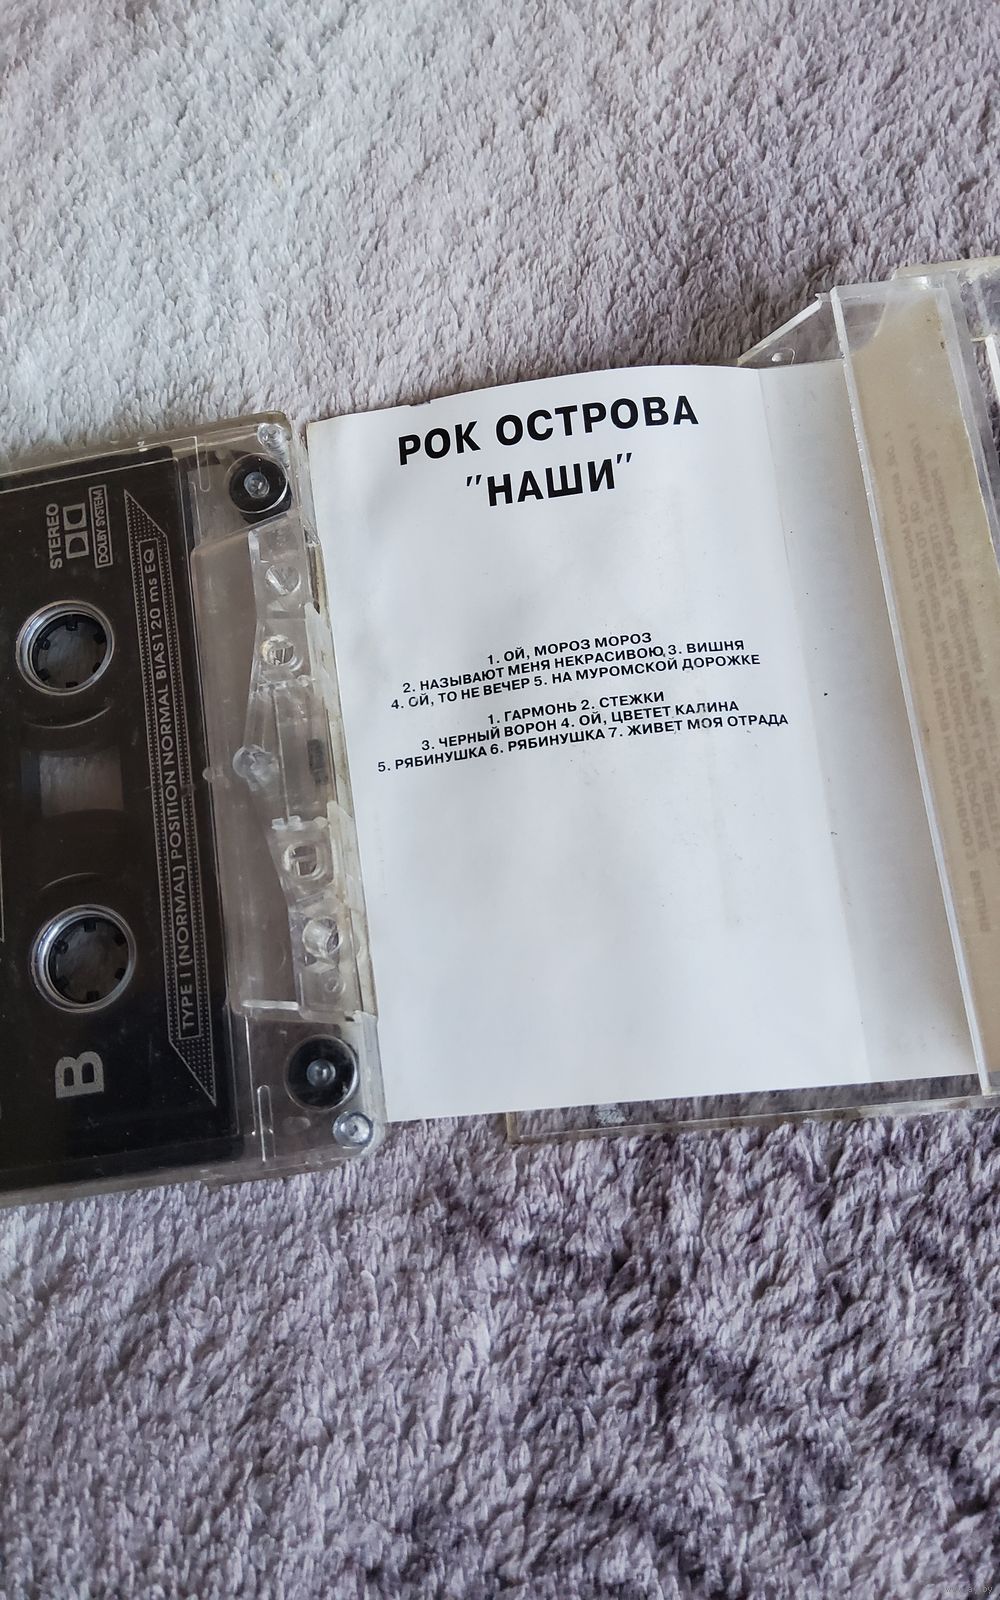 РОК ОСТРОВА
"НАШИ"
1. ОЙ, МОРОЗ МОРОЗ
2. НАЗЫВАЮТ МЕНЯ НЕКРАСИВОЮ 3. ВИШНЯ
4. ОЙ, ТО НЕ ВЕЧЕР 5. НА МУРОМСКОЙ ДОРОЖКЕ
1. ГАРМОНЬ 2. СТЕЖКИ
3. ЧЕРНЫЙ ВОРОН 4. ОЙ, ЦВЕТЕТ КАЛИНА
5. РЯБИНУШКА 6. РЯБИНУШКА 7. ЖИВЕТ МОЯ ОТРАДА
STEREO
DOLBY SYSTEM
TYPE I (NORMAL) POSITION NORMAL BIAS 120 ms EQ
B